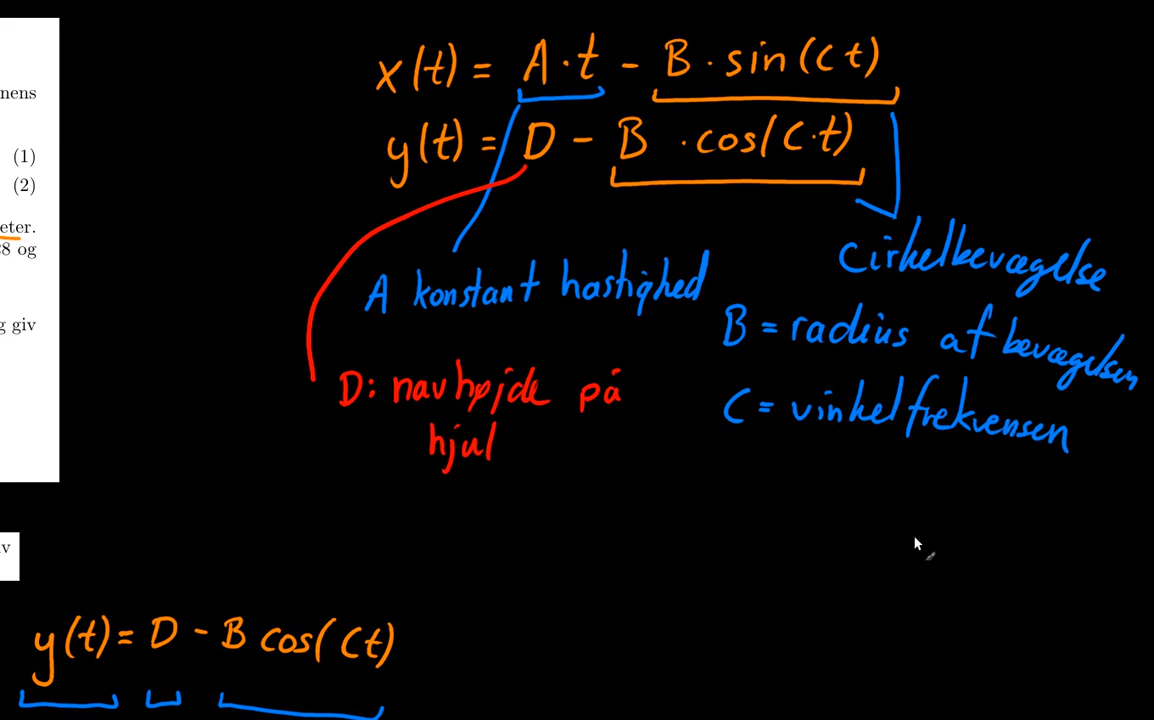 nens
(1)
(2)
eter.
8 og
g giv
x(t) = A·t - B·sin(Ct)
y(t) = D - B ·cos(C·t)
Cirkelbevægelse
A konstant hastighed
B = radius af bevægelsen
D: navhøjde på
hjul
C = vinkelfrekvensen
v
y(t) = D - B cos(Ct)